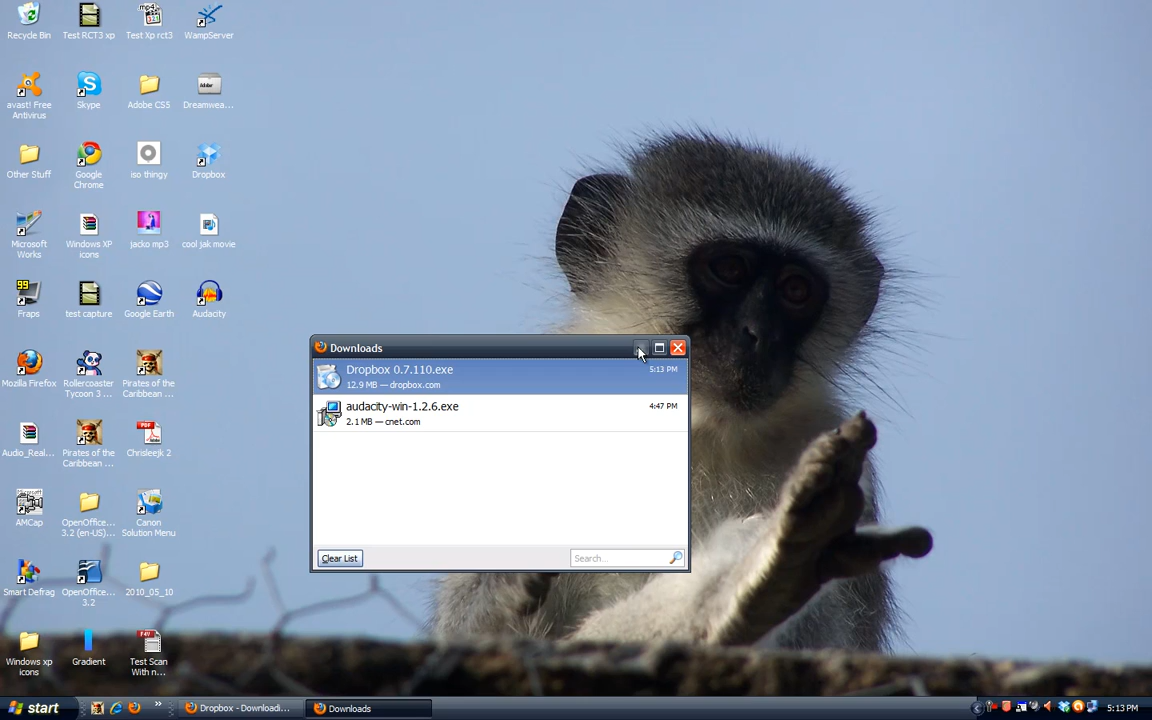 Recycle Bin
Test RCT3 xp
Test Xp rct3
WampServer
avast! Free
Antivirus
Skype
Adobe CS5
Dreamwea...
Other Stuff
Google
Chrome
iso thingy
Dropbox
Microsoft
Works
Windows XP
icons
jacko mp3
cool jak movie
99
Fraps
test capture
Google Earth
Audacity
Mozilla Firefox
Rollercoaster
Tycoon 3 ...
Pirates of the
Caribbean ...
Audio_Real...
Pirates of the
Caribbean ...
Chrisleejk 2
AMCap
OpenOffice...
3.2 (en-US)...
Canon
Solution Menu
Smart Defrag
OpenOffice...
3.2
2010_05_10
Windows xp
icons
Gradient
Test Scan
With n...
Downloads
Dropbox 0.7.110.exe
5:13 PM
12.9 MB — dropbox.com
audacity-win-1.2.6.exe
4:47 PM
2.1 MB — cnet.com
Clear List
Search...
start
Dropbox - Downloadi...
Downloads
5:13 PM